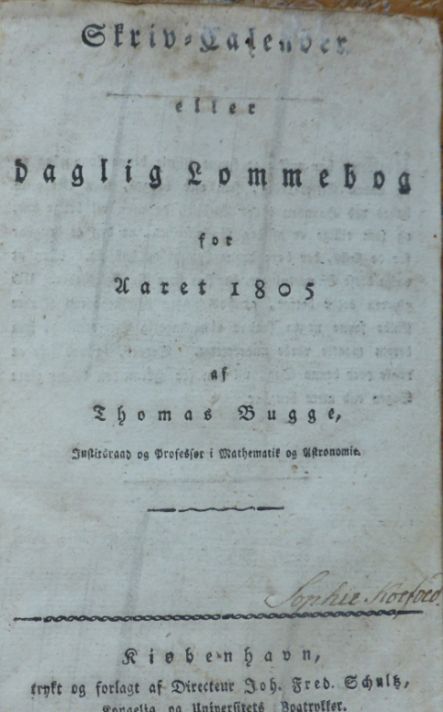 Skriv-Calender
eller
daglig Lommebog
for
Aaret 1805
af
Thomas Bugge,
Justitsraad og Professor i Mathematik og Astronomie.
Sophie Koefoed
Kiøbenhavn,
trykt og forlagt af Directeur Joh. Fred. Schultz,
Kongelig og Universitets Bogtrykker.